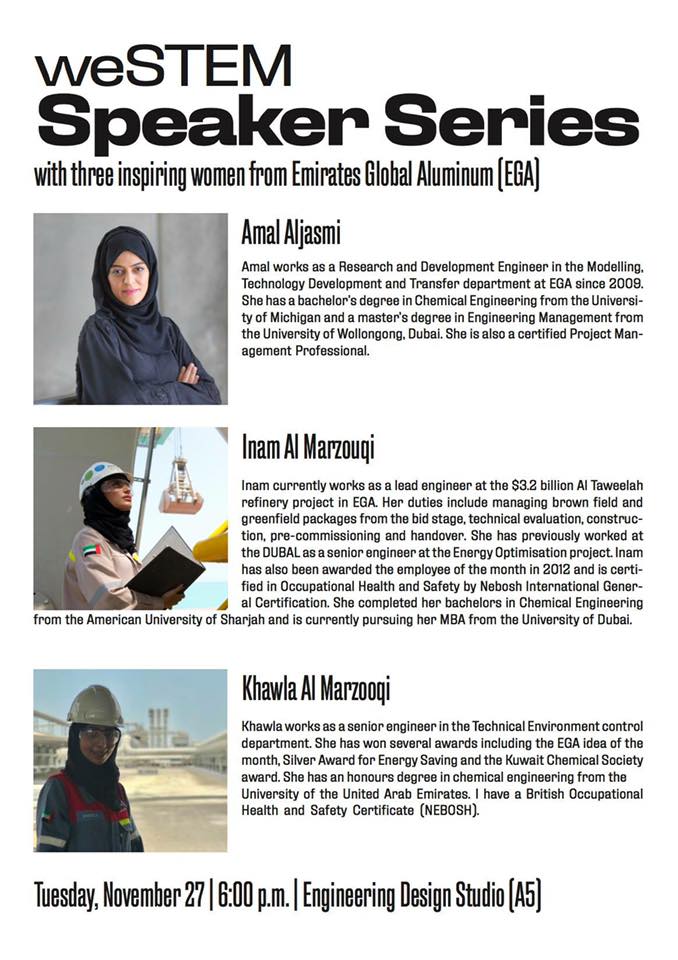 weSTEM
Speaker Series
with three inspiring women from Emirates Global Aluminum (EGA)
Amal Aljasmi
Amal works as a Research and Development Engineer in the Modelling,
Technology Development and Transfer department at EGA since 2009.
She has a bachelor's degree in Chemical Engineering from the Universi-
ty of Michigan and a master's degree in Engineering Management from
the University of Wollongong, Dubai. She is also a certified Project Man-
agement Professional.
Inam Al Marzouqi
Inam currently works as a lead engineer at the $3.2 billion Al Taweelah
refinery project in EGA. Her duties include managing brown field and
greenfield packages from the bid stage, technical evaluation, construc-
tion, pre-commissioning and handover. She has previously worked at
the DUBAL as a senior engineer at the Energy Optimisation project. Inam
has also been awarded the employee of the month in 2012 and is certi-
fied in Occupational Health and Safety by Nebosh International Gener-
al Certification. She completed her bachelors in Chemical Engineering
from the American University of Sharjah and is currently pursuing her MBA from the University of Dubai.
Khawla Al Marzooqi
Khawla works as a senior engineer in the Technical Environment control
department. She has won several awards including the EGA idea of the
month, Silver Award for Energy Saving and the Kuwait Chemical Society
award. She has an honours degree in chemical engineering from the
University of the United Arab Emirates. I have a British Occupational
Health and Safety Certificate (NEBOSH).
Tuesday, November 27 | 6:00 p.m. | Engineering Design Studio (A5)